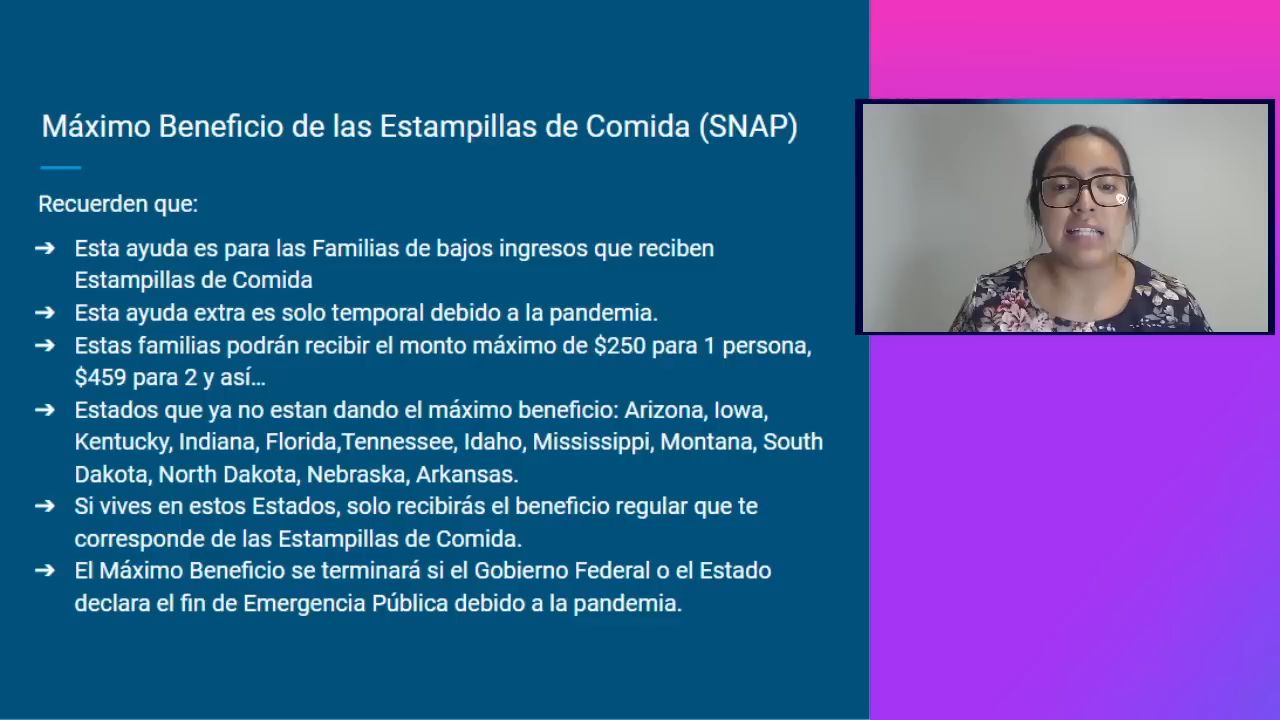 Máximo Beneficio de las Estampillas de Comida (SNAP)
Recuerden que:
➔ Esta ayuda es para las Familias de bajos ingresos que reciben
Estampillas de Comida
➔ Esta ayuda extra es solo temporal debido a la pandemia.
➔ Estas familias podrán recibir el monto máximo de $250 para 1 persona,
$459 para 2 y así...
➔ Estados que ya no estan dando el máximo beneficio: Arizona, Iowa,
Kentucky, Indiana, Florida,Tennessee, Idaho, Mississippi, Montana, South
Dakota, North Dakota, Nebraska, Arkansas.
➔ Si vives en estos Estados, solo recibirás el beneficio regular que te
corresponde de las Estampillas de Comida.
➔ El Máximo Beneficio se terminará si el Gobierno Federal o el Estado
declara el fin de Emergencia Pública debido a la pandemia.